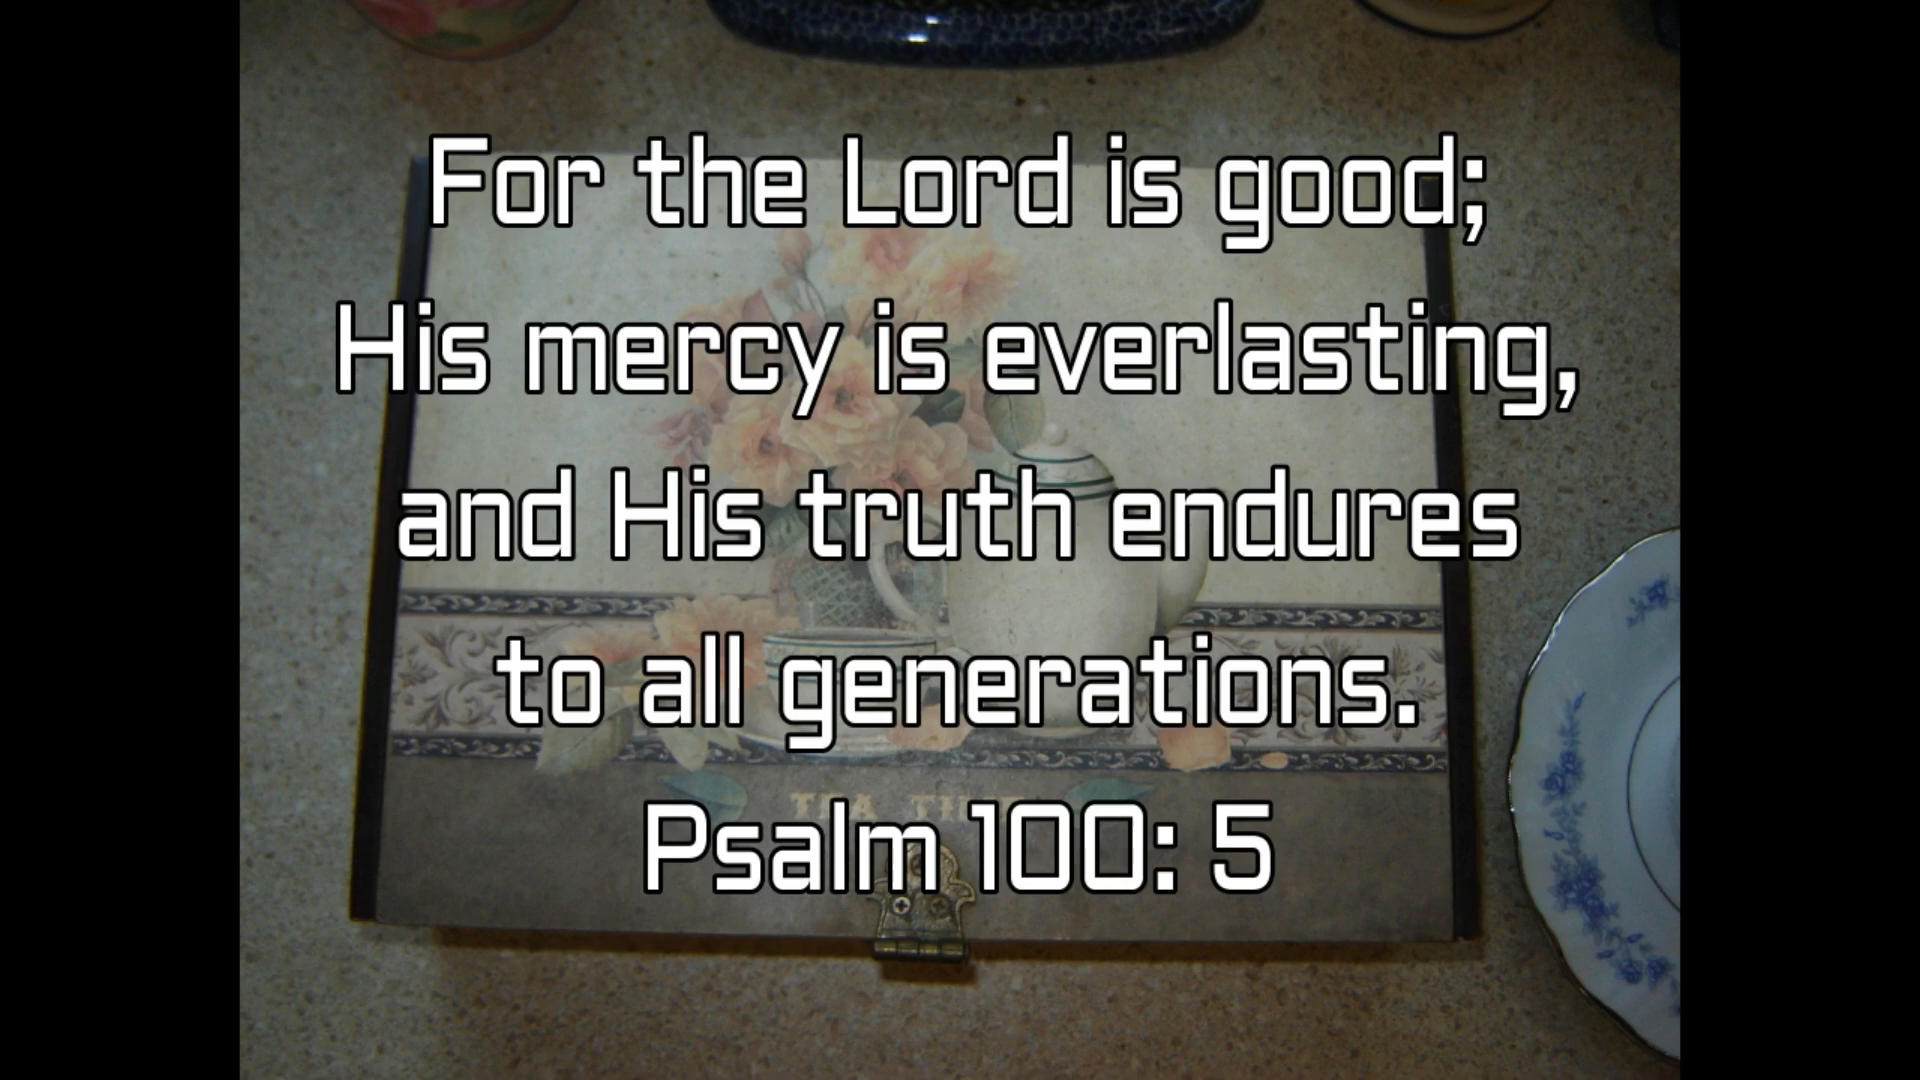 For the Lord is good;
His mercy is everlasting,
and His truth endures
to all generations.
Psalm 100: 5
TEA